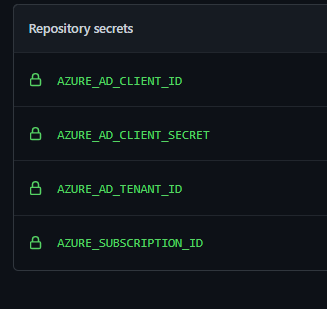 Repository secrets
AZURE_AD_CLIENT_ID
AZURE_AD_CLIENT_SECRET
AZURE_AD_TENANT_ID
AZURE_SUBSCRIPTION_ID